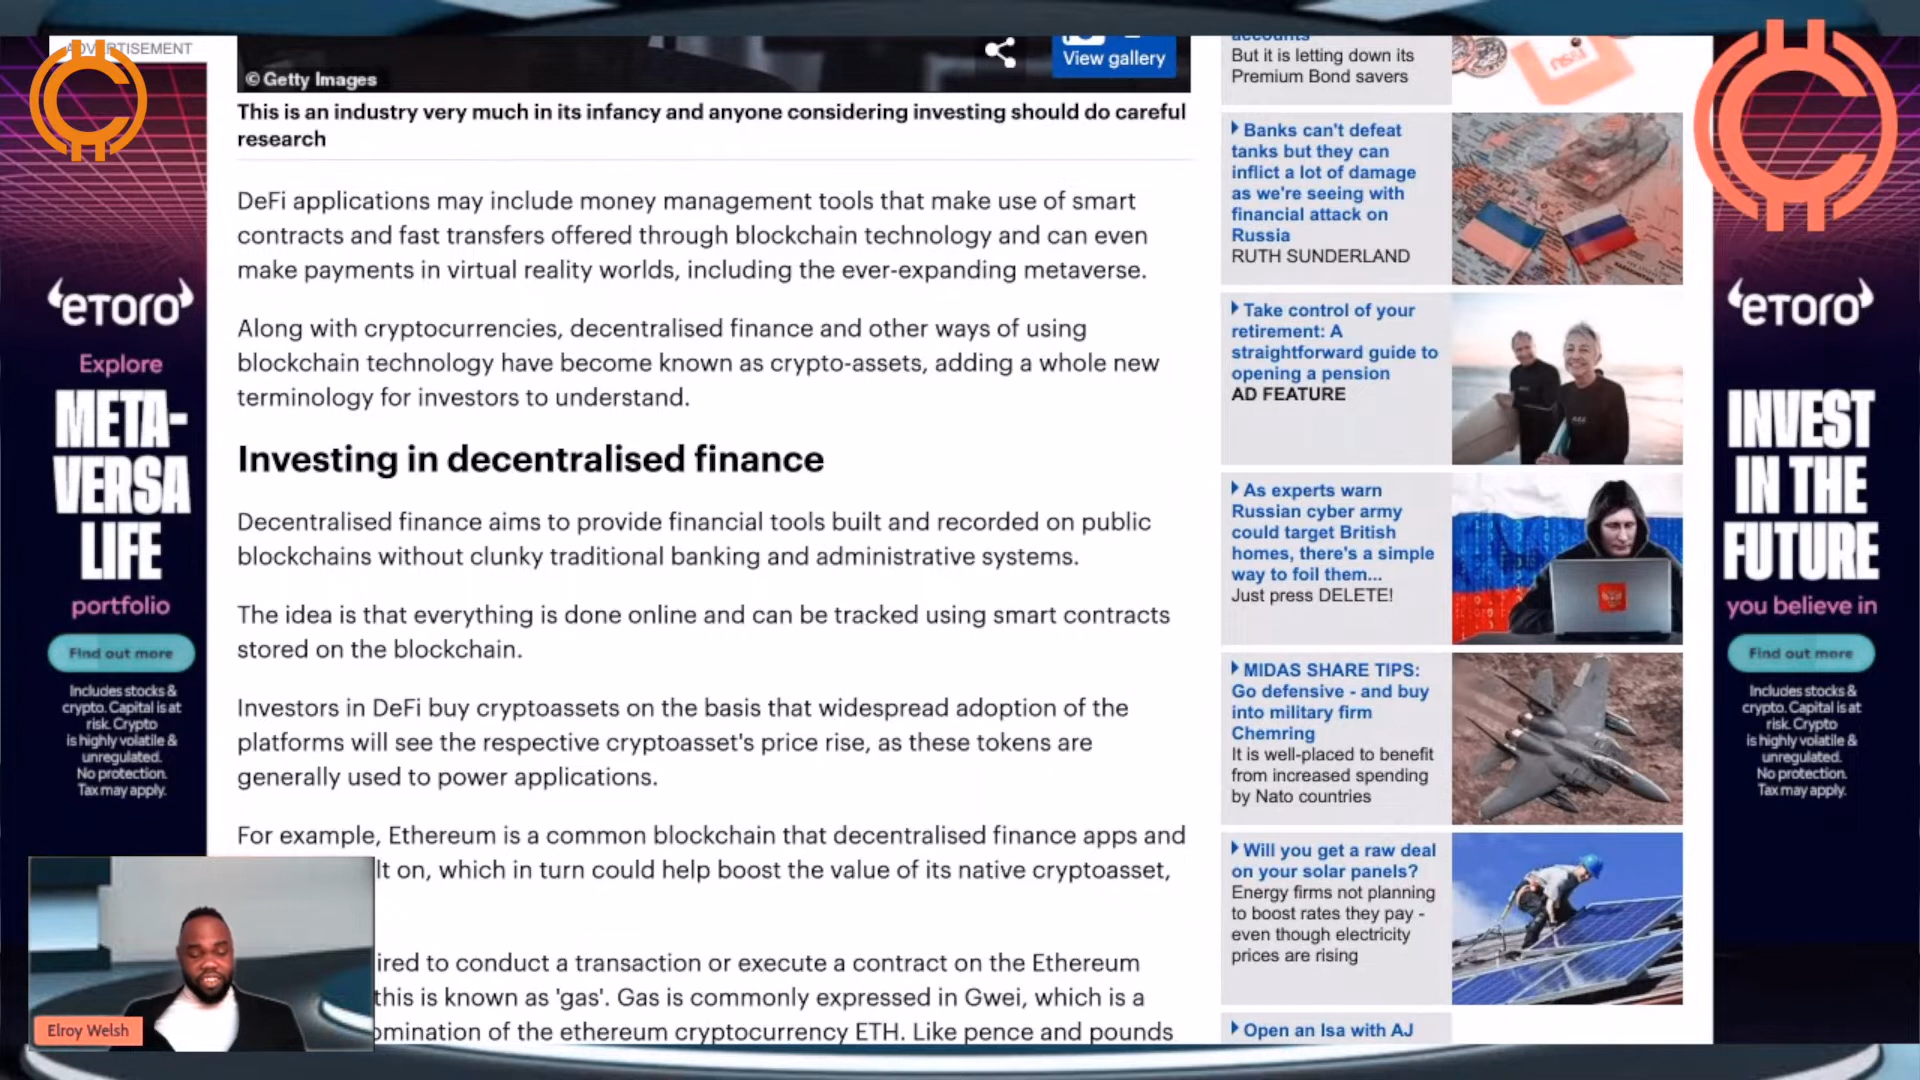 ADVERTISEMENT
eTORO
Explore
META-
VERSA
LIFE
portfolio
Find out more
Includes stocks &
crypto. Capital is at
risk. Crypto
is highly volatile &
unregulated.
No protection.
Tax may apply.
© Getty Images
View gallery
This is an industry very much in its infancy and anyone considering investing should do careful
research
DeFi applications may include money management tools that make use of smart
contracts and fast transfers offered through blockchain technology and can even
make payments in virtual reality worlds, including the ever-expanding metaverse.
Along with cryptocurrencies, decentralised finance and other ways of using
blockchain technology have become known as crypto-assets, adding a whole new
terminology for investors to understand.
Investing in decentralised finance
Decentralised finance aims to provide financial tools built and recorded on public
blockchains without clunky traditional banking and administrative systems.
The idea is that everything is done online and can be tracked using smart contracts
stored on the blockchain.
Investors in DeFi buy cryptoassets on the basis that widespread adoption of the
platforms will see the respective cryptoasset's price rise, as these tokens are
generally used to power applications.
For example, Ethereum is a common blockchain that decentralised finance apps and
lt on, which in turn could help boost the value of its native cryptoasset,
ired to conduct a transaction or execute a contract on the Ethereum
this is known as 'gas'. Gas is commonly expressed in Gwei, which is a
omination of the ethereum cryptocurrency ETH. Like pence and pounds
Elroy Welsh
accounts
But it is letting down its
Premium Bond savers
ns&i
Banks can't defeat
tanks but they can
inflict a lot of damage
as we're seeing with
financial attack on
Russia
RUTH SUNDERLAND
Take control of your
retirement: A
straightforward guide to
opening a pension
AD FEATURE
As experts warn
Russian cyber army
could target British
homes, there's a simple
way to foil them...
Just press DELETE!
MIDAS SHARE TIPS:
Go defensive - and buy
into military firm
Chemring
It is well-placed to benefit
from increased spending
by Nato countries
Will you get a raw deal
on your solar panels?
Energy firms not planning
to boost rates they pay -
even though electricity
prices are rising
Open an Isa with AJ
eTORO
INVEST
IN THE
FUTURE
you believe in
Find out more
Includes stocks &
crypto. Capital is at
risk. Crypto
is highly volatile &
unregulated.
No protection.
Tax may apply.